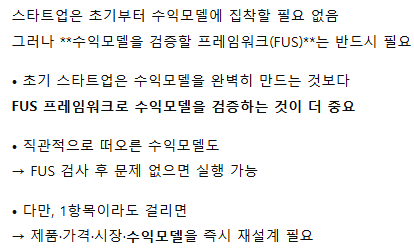 스타트업은 초기부터 수익모델에 집착할 필요 없음
그러나 **수익모델을 검증할 프레임워크(FUS)**는 반드시 필요
• 초기 스타트업은 수익모델을 완벽히 만드는 것보다
FUS 프레임워크로 수익모델을 검증하는 것이 더 중요
• 직관적으로 떠오른 수익모델도
→ FUS 검사 후 문제 없으면 실행 가능
• 다만, 1항목이라도 걸리면
→ 제품·가격·시장·수익모델을 즉시 재설계 필요